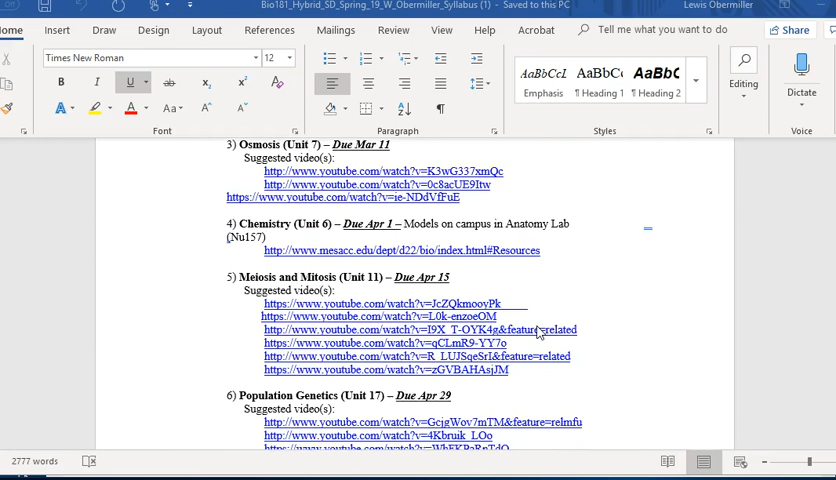 Bio181_Hybrid_SD_Spring_19_W_Obermiller_Syllabus (1) - Saved to this PC
Lewis Obermiller
ome Insert Draw Design Layout References Mailings Review View Help Acrobat Tell me what you want to do Share
Times New Roman 12
AaBbCcI AaBbC AaBbC
Emphasis ¶ Heading 1 ¶ Heading 2
Editing Dictate
Font Paragraph Styles Voice
3) Osmosis (Unit 7) – Due Mar 11
Suggested video(s):
http://www.youtube.com/watch?v=K3wG337xmQc
http://www.youtube.com/watch?v=0c8acUE9Itw
https://www.youtube.com/watch?v=ie-NDdVfFuE
4) Chemistry (Unit 6) – Due Apr 1 – Models on campus in Anatomy Lab
(Nu157)
http://www.mesacc.edu/dept/d22/bio/index.html#Resources
5) Meiosis and Mitosis (Unit 11) – Due Apr 15
Suggested video(s):
https://www.youtube.com/watch?v=JcZQkmooyPk
https://www.youtube.com/watch?v=L0k-enzoeOM
http://www.youtube.com/watch?v=I9X_T-OYK4g&feature=related
https://www.youtube.com/watch?v=qCLmR9-YY7o
http://www.youtube.com/watch?v=R_LUJSqeSrI&feature=related
https://www.youtube.com/watch?v=zGVBAHAsjJM
6) Population Genetics (Unit 17) – Due Apr 29
Suggested video(s):
http://www.youtube.com/watch?v=GcjgWov7mTM&feature=relmfu
http://www.youtube.com/watch?v=4Kbruik_LOo
2777 words